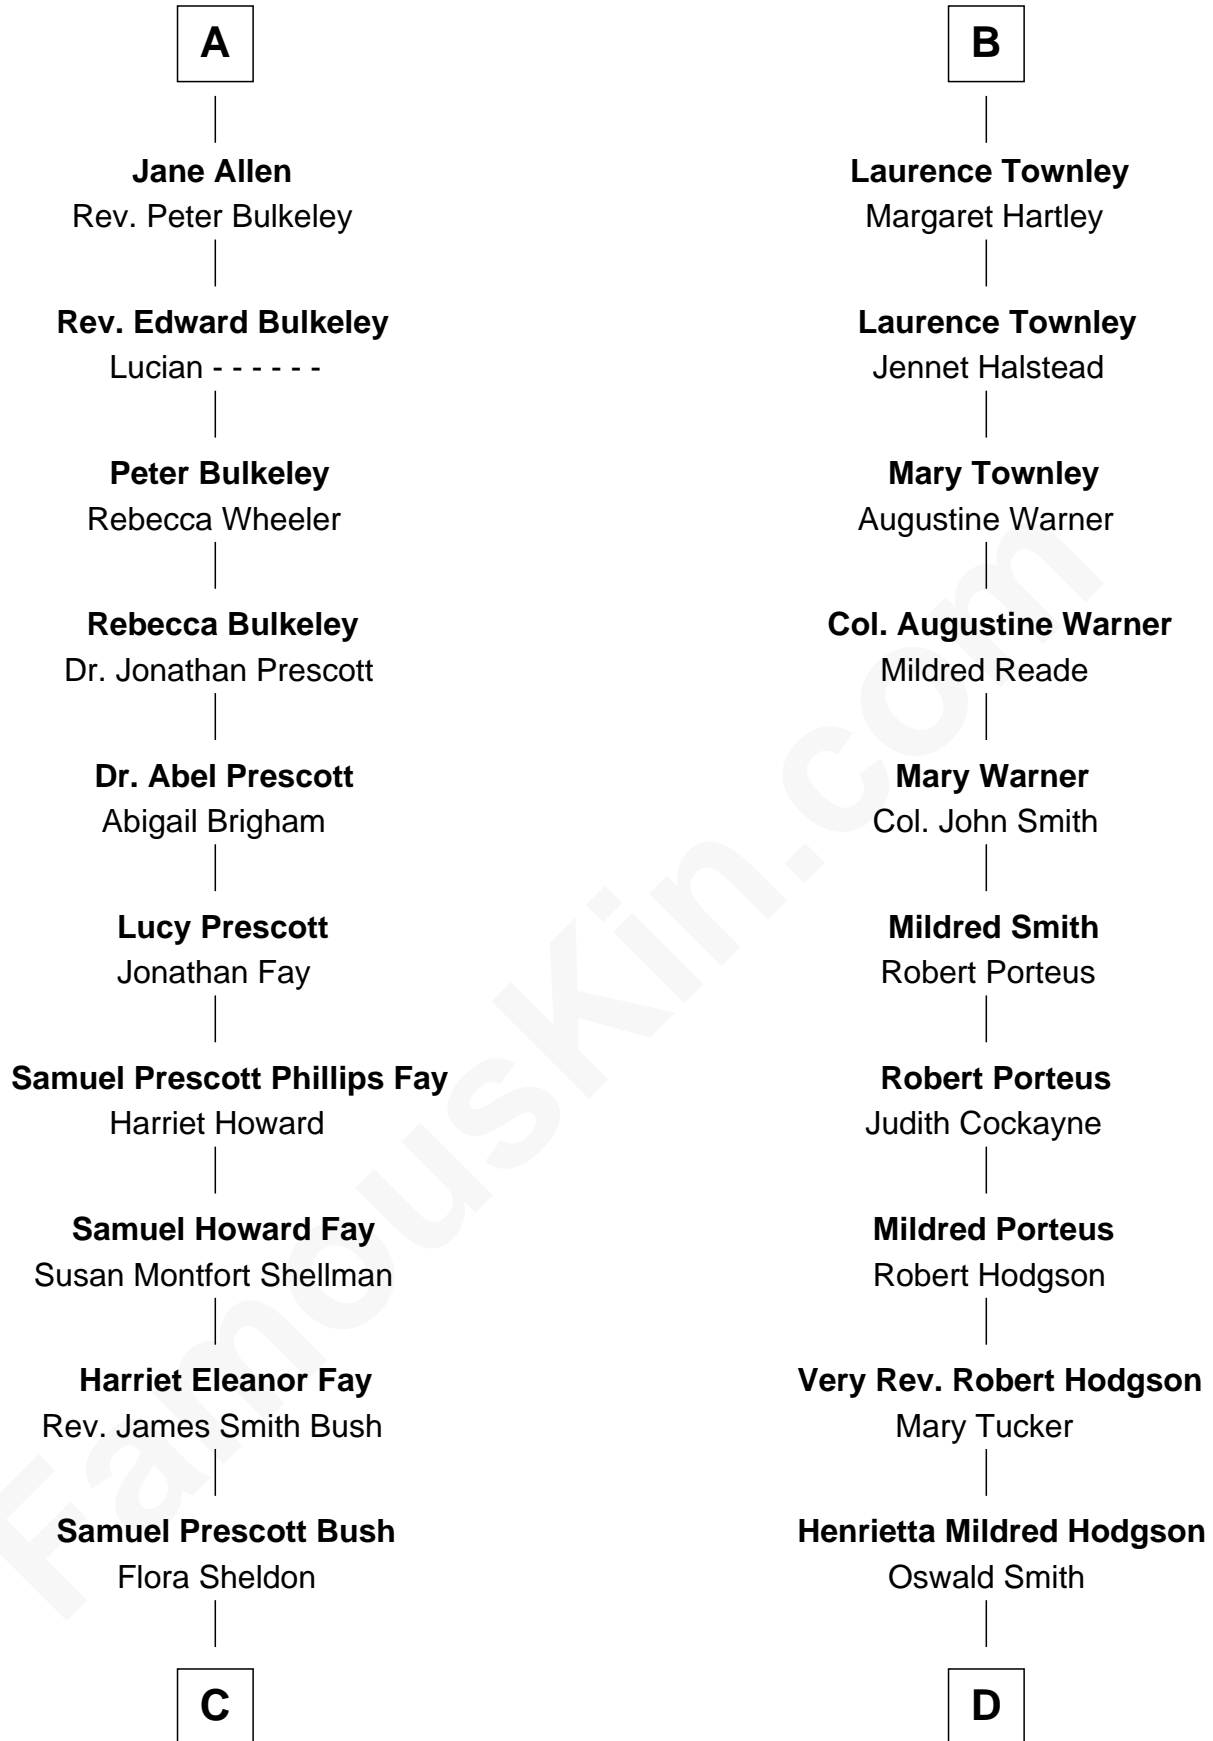 A
Jane Allen
Rev. Peter Bulkeley
Rev. Edward Bulkeley
Lucian - - - - - -
Peter Bulkeley
Rebecca Wheeler
Rebecca Bulkeley
Dr. Jonathan Prescott
Dr. Abel Prescott
Abigail Brigham
Lucy Prescott
Jonathan Fay
Samuel Prescott Phillips Fay
Harriet Howard
Samuel Howard Fay
Susan Montfort Shellman
Harriet Eleanor Fay
Rev. James Smith Bush
Samuel Prescott Bush
Flora Sheldon
C
B
Laurence Townley
Margaret Hartley
Laurence Townley
Jennet Halstead
Mary Townley
Augustine Warner
Col. Augustine Warner
Mildred Reade
Mary Warner
Col. John Smith
Mildred Smith
Robert Porteus
Robert Porteus
Judith Cockayne
Mildred Porteus
Robert Hodgson
Very Rev. Robert Hodgson
Mary Tucker
Henrietta Mildred Hodgson
Oswald Smith
D
FamousKin.com